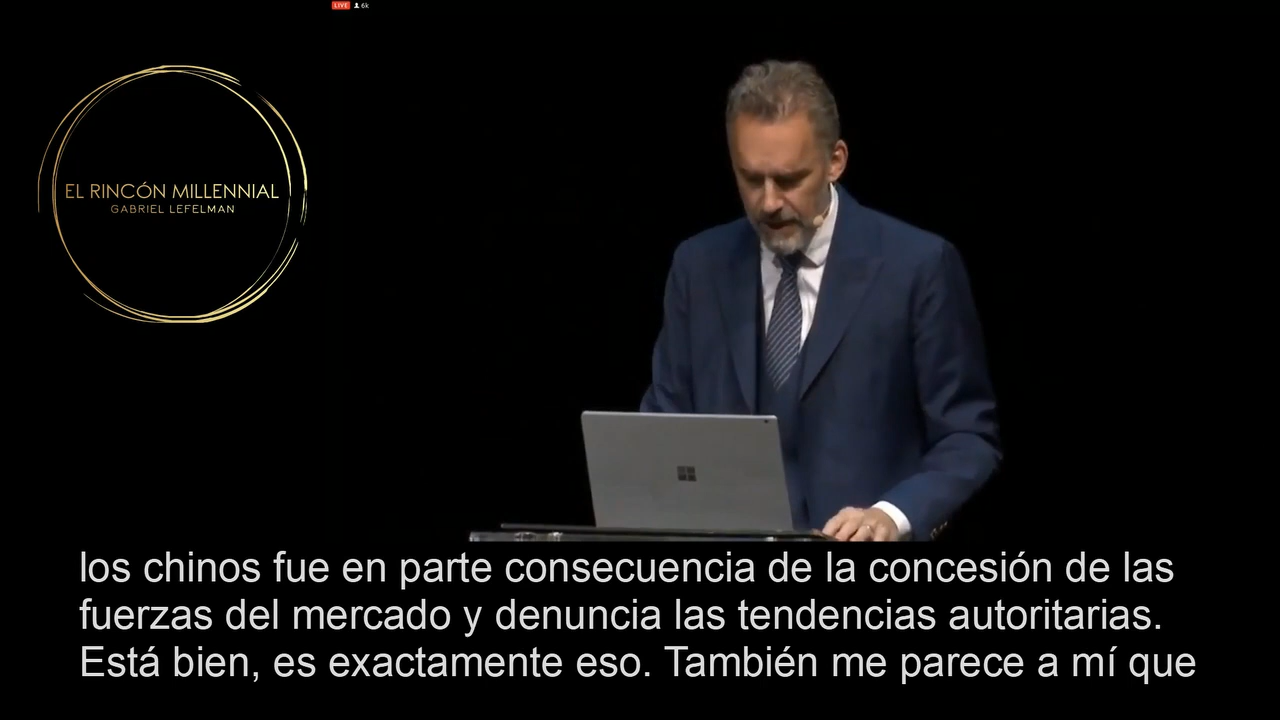 LIVE 6k
EL RINCÓN MILLENNIAL
GABRIEL LEFELMAN
los chinos fue en parte consecuencia de la concesión de las
fuerzas del mercado y denuncia las tendencias autoritarias.
Está bien, es exactamente eso. También me parece a mí que